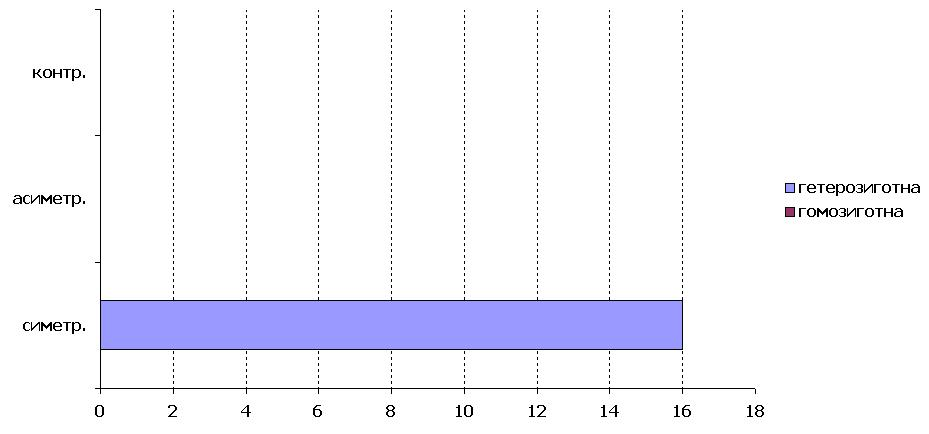 контр.
асиметр.
симетр.
0 2 4 6 8 10 12 14 16 18
гетерозиготна
гомозиготна